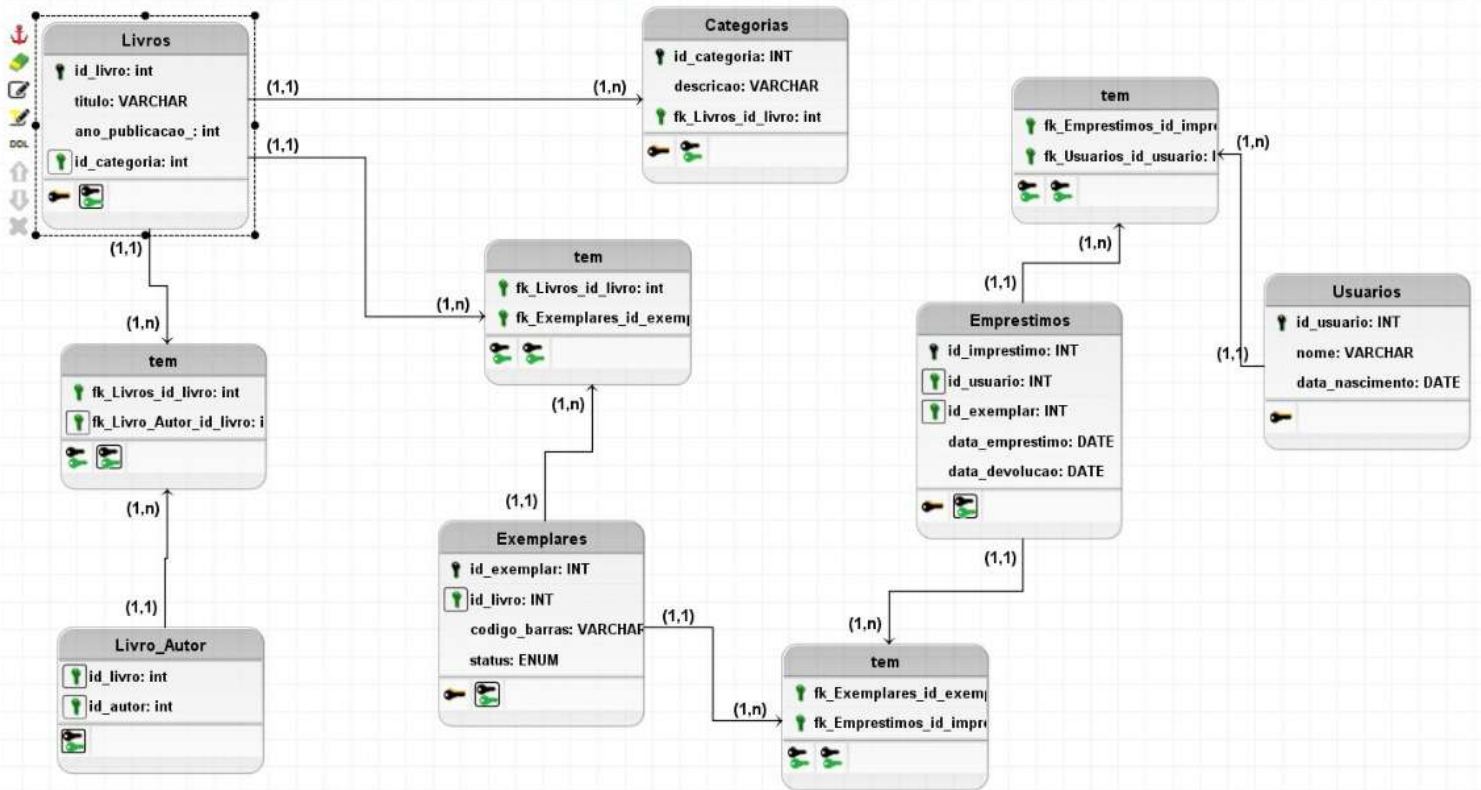 Livros
id_livro: int
titulo: VARCHAR
ano_publicacao_: int
id_categoria: int
DDL
(1,1)
(1,n)
(1,1)
(1,1)
Categorias
id_categoria: INT
descricao: VARCHAR
fk_Livros_id_livro: int
tem
fk_Emprestimos_id_impre
fk_Usuarios_id_usuario: I
(1,n)
(1,n)
tem
fk_Livros_id_livro: int
fk_Exemplares_id_exemp
(1,n)
(1,n)
(1,1)
Emprestimos
id_imprestimo: INT
id_usuario: INT
id_exemplar: INT
data_emprestimo: DATE
data_devolucao: DATE
(1,1)
Usuarios
id_usuario: INT
nome: VARCHAR
data_nascimento: DATE
(1,1)
(1,n)
tem
fk_Livros_id_livro: int
fk_Livro_Autor_id_livro: i
(1,n)
(1,1)
Livro_Autor
id_livro: int
id_autor: int
(1,1)
Exemplares
id_exemplar: INT
id_livro: INT
codigo_barras: VARCHAR
status: ENUM
(1,1)
(1,n)
(1,n)
tem
fk_Exemplares_id_exemp
fk_Emprestimos_id_impre